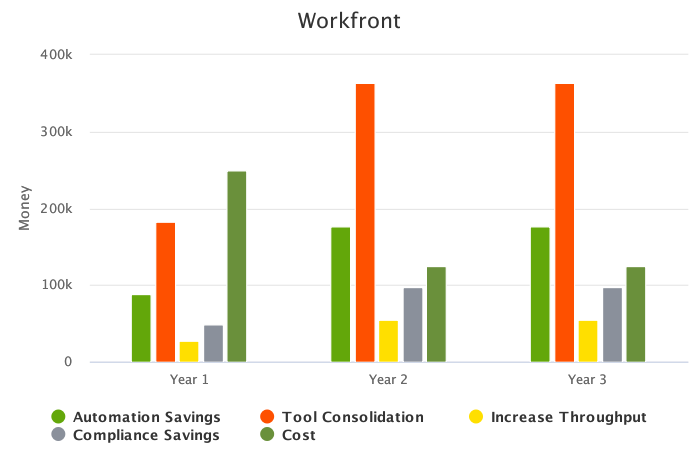 Workfront
400k
300k
200k
100k
0
Money
Year 1 Year 2 Year 3
Automation Savings Tool Consolidation Increase Throughput
Compliance Savings Cost